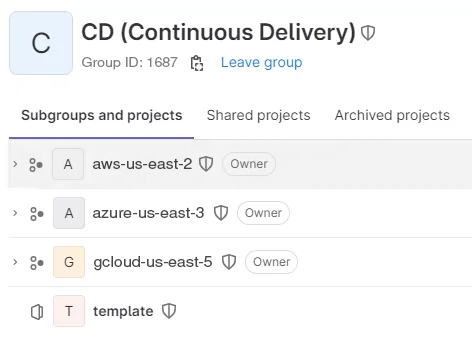 C
CD (Continuous Delivery)
Group ID: 1687 Leave group
Subgroups and projects Shared projects Archived projects
A aws-us-east-2 Owner
A azure-us-east-3 Owner
G gcloud-us-east-5 Owner
T template